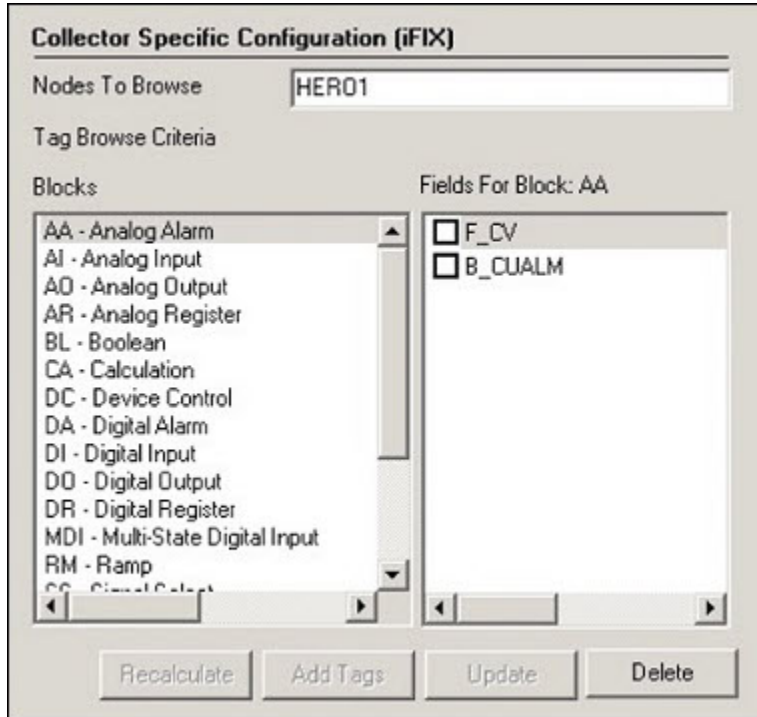 Collector Specific Configuration (iFIX)
Nodes To Browse HERO1
Tag Browse Criteria
Blocks
AA - Analog Alarm
AI - Analog Input
AO - Analog Output
AR - Analog Register
BL - Boolean
CA - Calculation
DC - Device Control
DA - Digital Alarm
DI - Digital Input
DO - Digital Output
DR - Digital Register
MDI - Multi-State Digital Input
RM - Ramp
SS - Signal Select
Fields For Block: AA
F_CV
B_CUALM
Recalculate Add Tags Update Delete